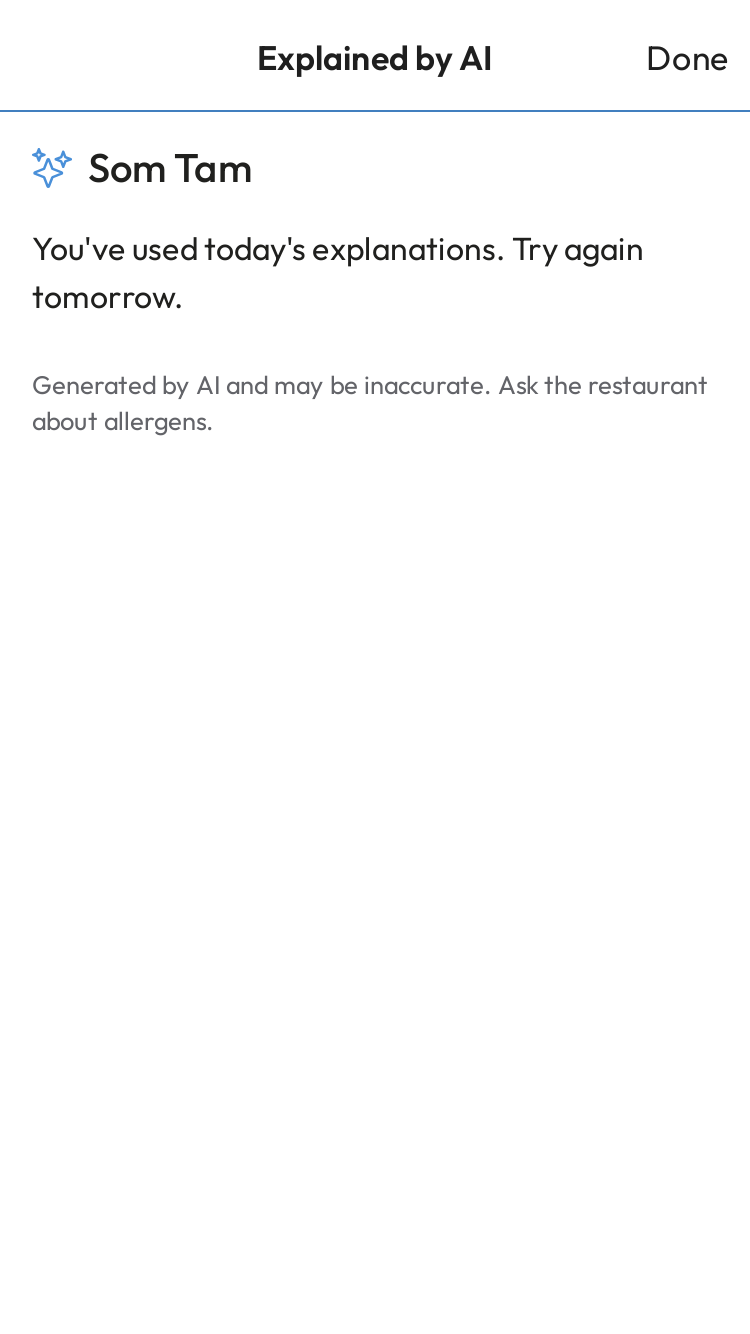 Explained by AI
Done
Som Tam
You've used today's explanations. Try again
tomorrow.
Generated by AI and may be inaccurate. Ask the restaurant
about allergens.